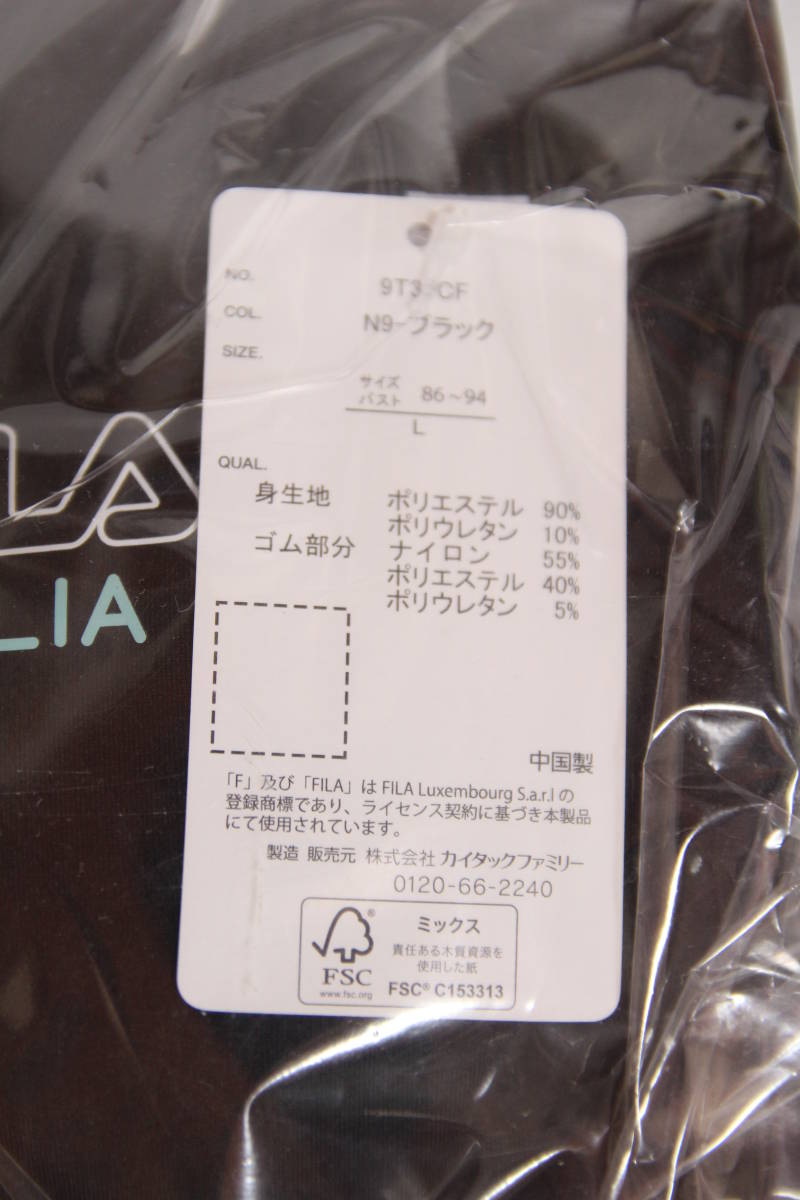 NO. 9T3 CF
COL. N9-ブラック
SIZE.
サイズ
バスト 86～94
L
QUAL.
身生地 ポリエステル 90%
ポリウレタン 10%
ゴム部分 ナイロン 55%
ポリエステル 40%
ポリウレタン 5%
LA
LIA
中国製
「F」及び「FILA」は FILA Luxembourg S.a.r.l の
登録商標であり、ライセンス契約に基づき本製品
にて使用されています。
製造 販売元 株式会社 カイタックファミリー
0120-66-2240
FSC®
www.fsc.org
ミックス
責任ある木質資源を
使用した紙
FSC® C153313